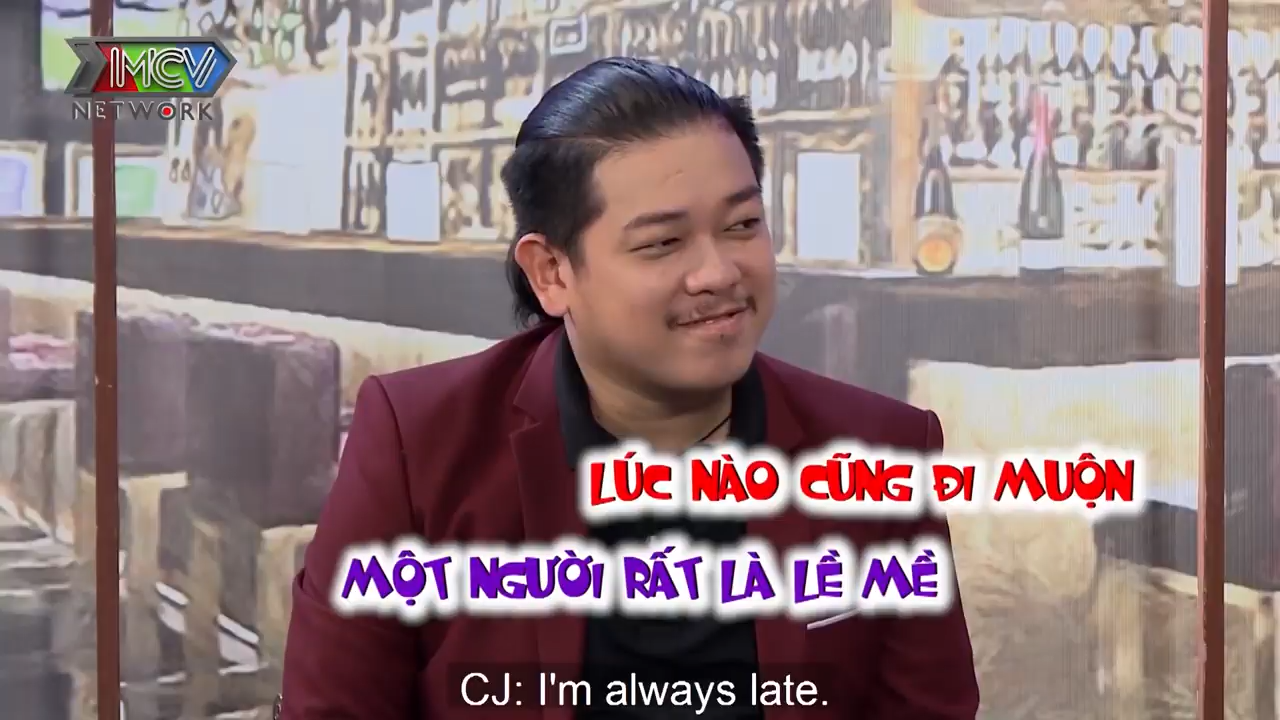 MCV
NETWORK
LÚC NÀO CŨNG ĐI MUỘN
MỘT NGƯỜI RẤT LÀ LỀ MỀ
CJ: I'm always late.